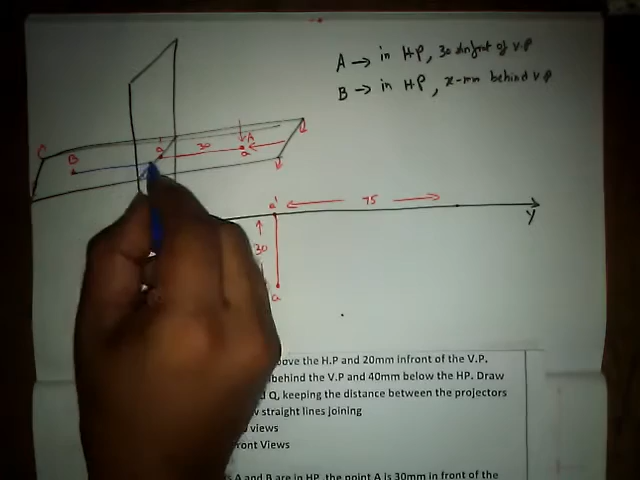 A → in HP, 30 infront of V.P
B → in HP, x-mm behind V.P
C
B
a'
30
A
a
a'
75
Y
30
a
ove the H.P and 20mm infront of the V.P.
behind the V.P and 40mm below the HP. Draw
d Q, keeping the distance between the projectors
w straight lines joining
views
ront Views
s A and B are in HP, the point A is 30mm in front of the